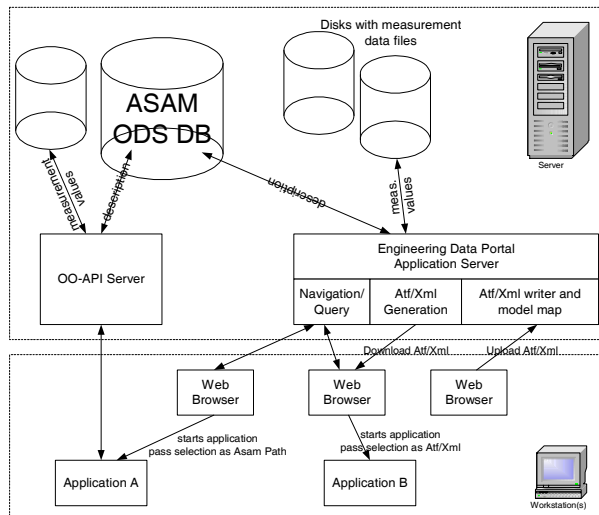 Disks with measurement
data files
ASAM
ODS DB
Server
measurement
values
description
description
meas.
values
OO-API Server
Engineering Data Portal
Application Server
Navigation/
Query
Atf/Xml
Generation
Atf/Xml writer and
model map
Download Atf/Xml
Upload Atf/Xml
Web
Browser
Web
Browser
Web
Browser
starts application
pass selection as Asam Path
starts application
pass selection as Atf/Xml
Application A
Application B
Workstation(s)